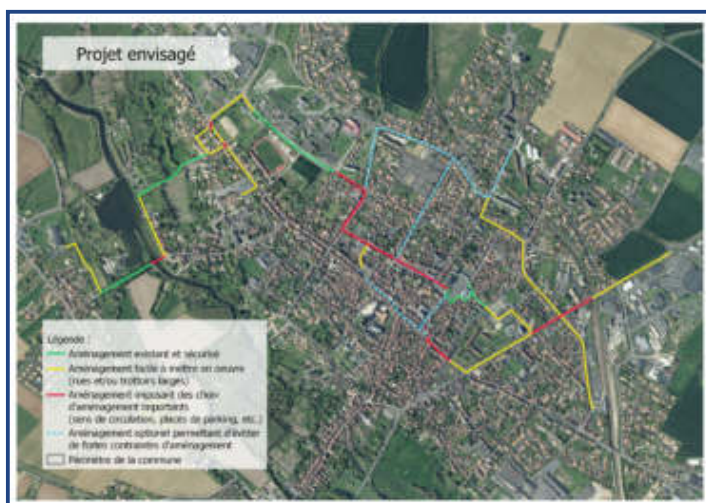 Projet envisagé
Légende :
Aménagement existant et sécurisé
Aménagement facile à mettre en oeuvre
(rues et/ou trottoirs larges)
Aménagement imposant des choix
d'aménagement importants
(sens de circulation, places de parking, etc.)
Aménagement optionel permettant d'éviter
de fortes contraintes d'aménagement
Périmètre de la commune